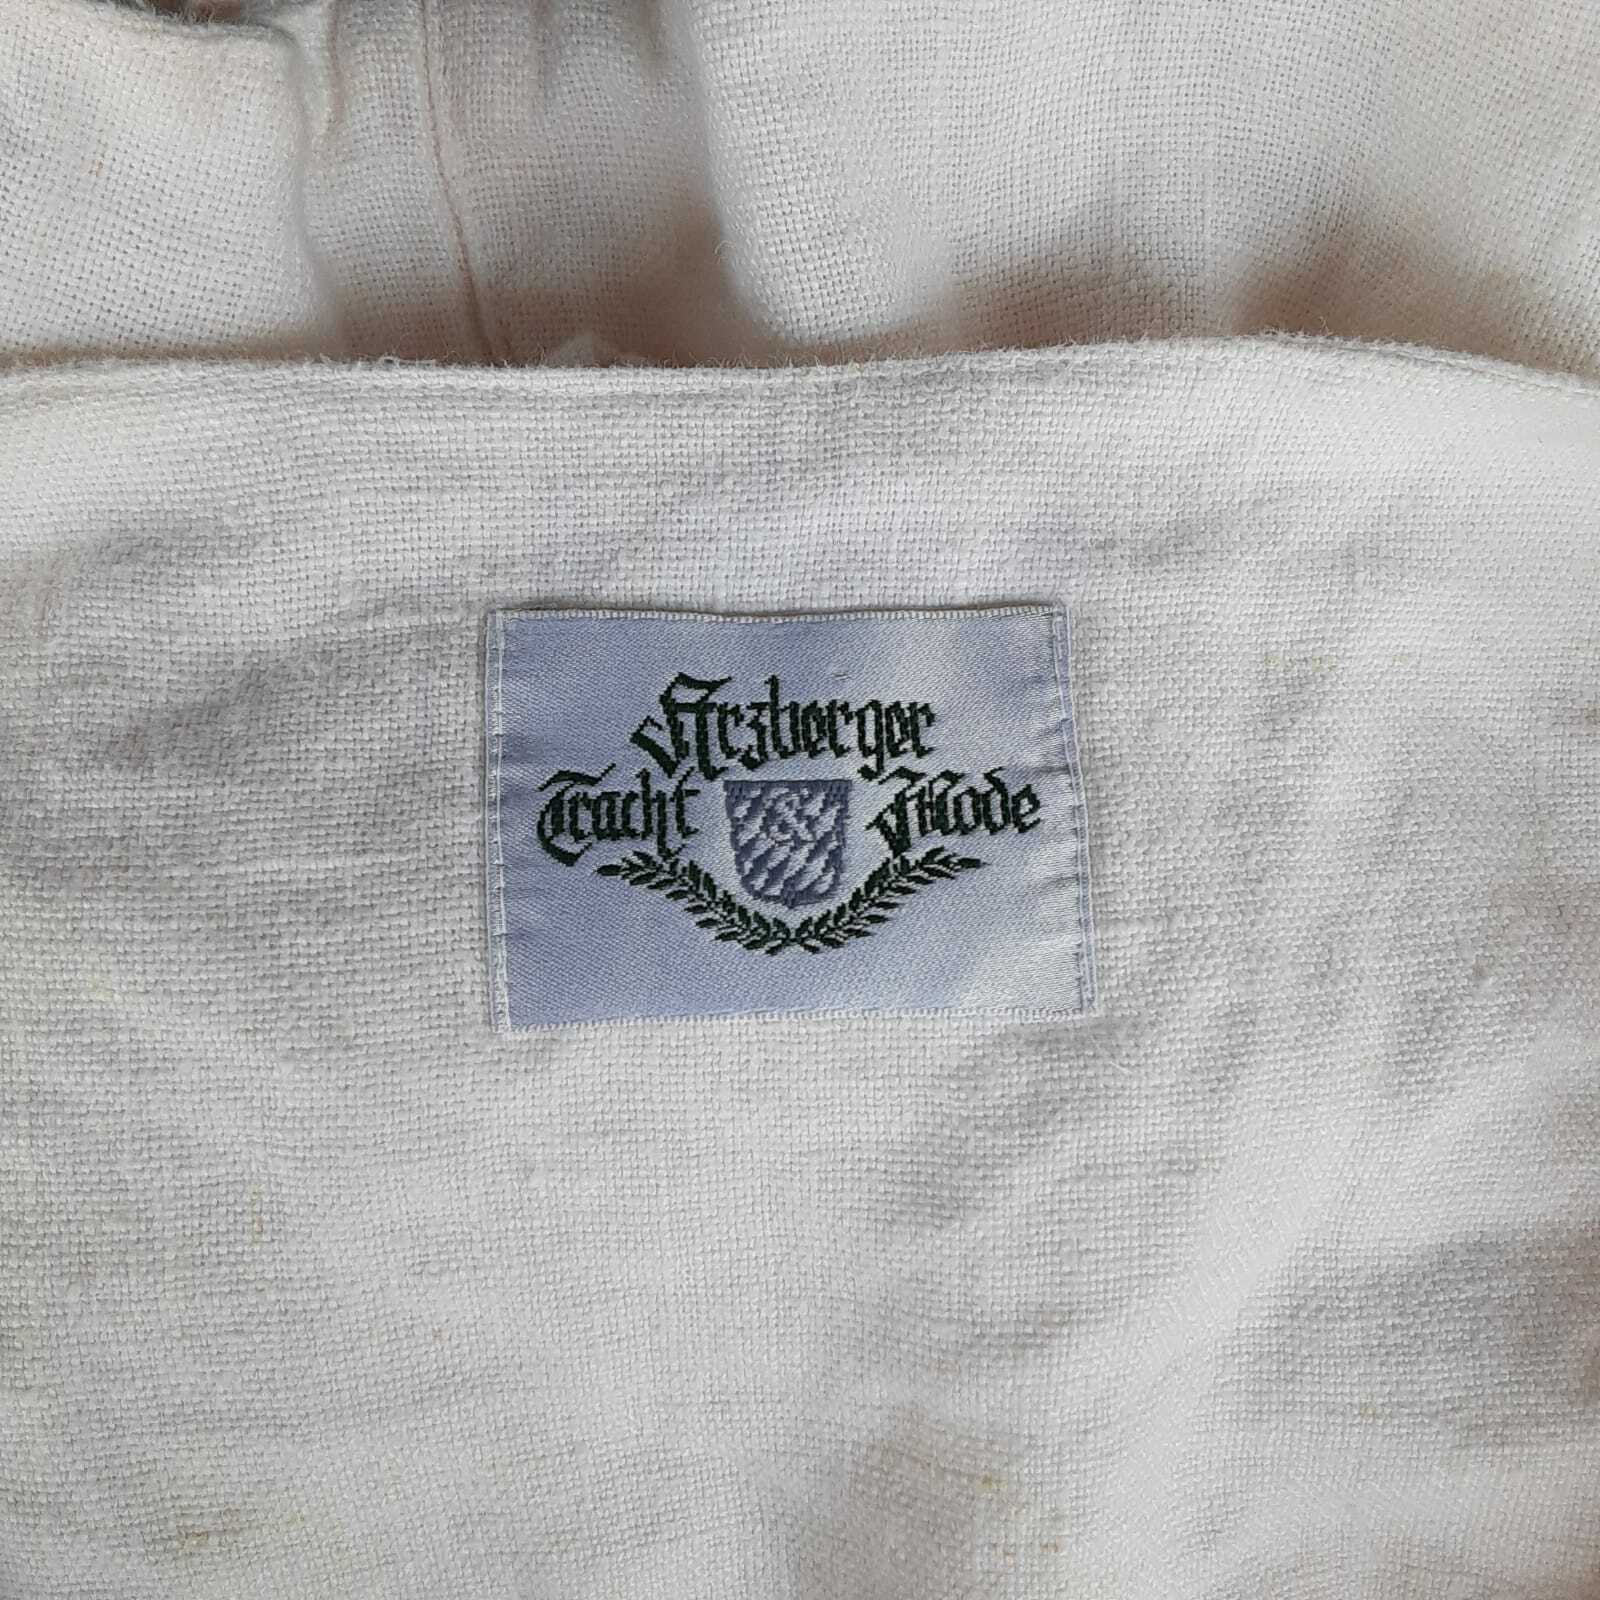 Arzberger
Tracht & Mode